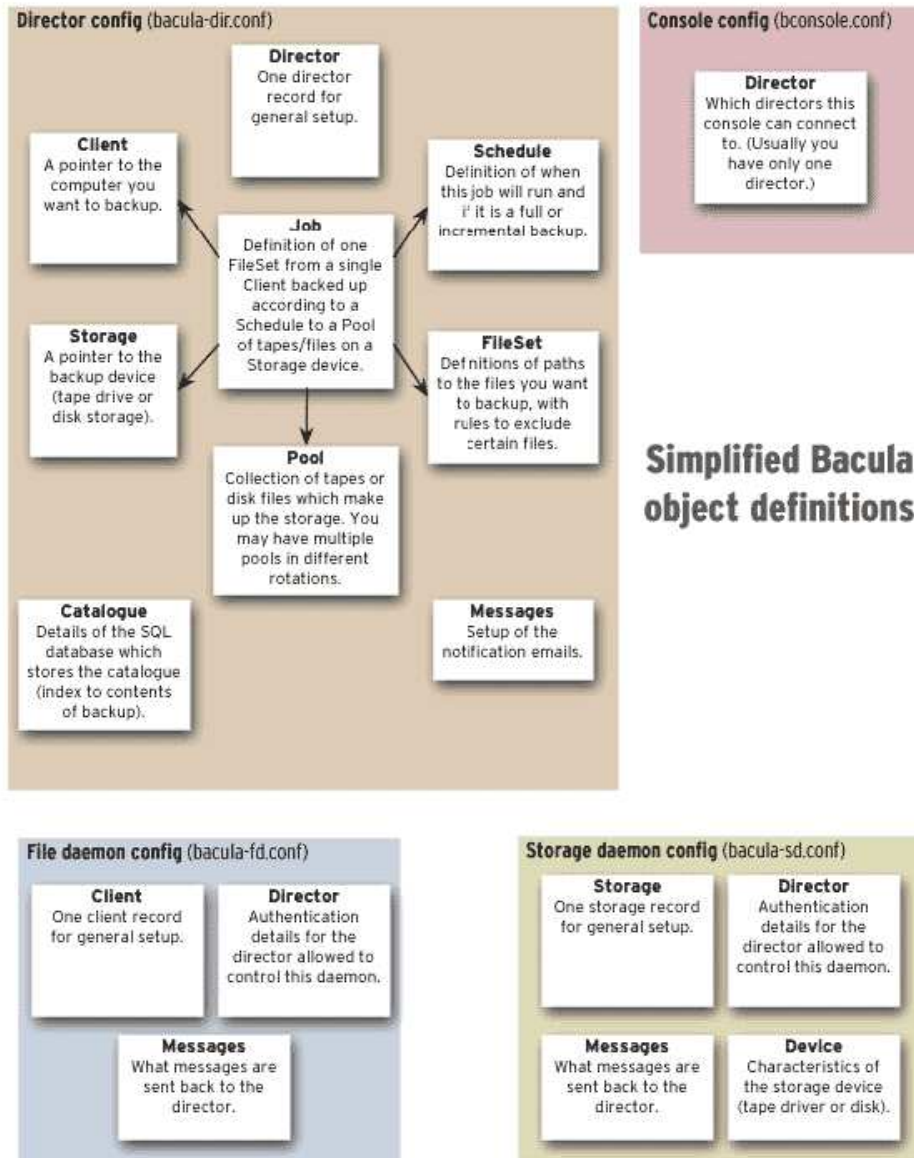 Director config (bacula-dir.conf)
Director
One director
record for
general setup.
Client
A pointer to the
computer you
want to backup.
Schedule
Definition of when
this job will run and
if it is a full or
incremental backup.
Job
Definition of one
FileSet from a single
Client backed up
according to a
Schedule to a Pool
of tapes/files on a
Storage device.
Storage
A pointer to the
backup device
(tape drive or
disk storage).
FileSet
Definitions of paths
to the files you want
to backup, with
rules to exclude
certain files.
Pool
Collection of tapes or
disk files which make
up the storage. You
may have multiple
pools in different
rotations.
Catalogue
Details of the SQL
database which
stores the catalogue
(index to contents
of backup).
Messages
Setup of the
notification emails.
Console config (bconsole.conf)
Director
Which directors this
console can connect
to. (Usually you
have only one
director.)
Simplified Bacula
object definitions
File daemon config (bacula-fd.conf)
Client
One client record
for general setup.
Director
Authentication
details for the
director allowed to
control this daemon.
Messages
What messages are
sent back to the
director.
Storage daemon config (bacula-sd.conf)
Storage
One storage record
for general setup.
Director
Authentication
details for the
director allowed to
control this daemon.
Messages
What messages are
sent back to the
director.
Device
Characteristics of
the storage device
(tape driver or disk).